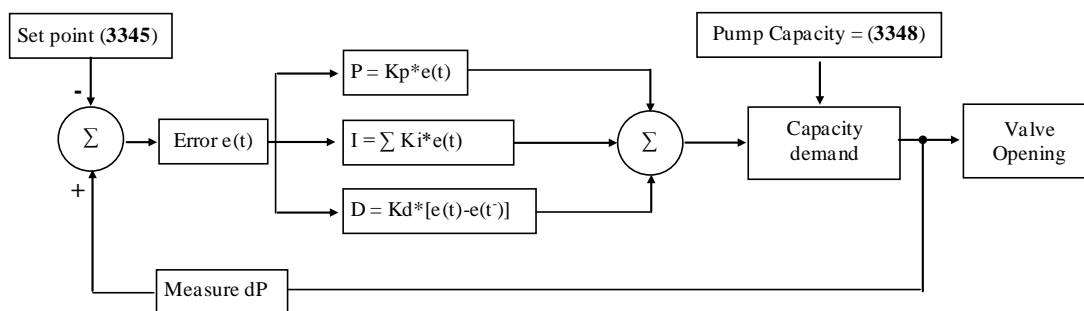 Set point (3345)
Pump Capacity = (3348)
-
P = Kp*e(t)
∑
Error e(t)
I = ∑ Ki*e(t)
∑
Capacity
demand
Valve
Opening
+
D = Kd*[e(t)-e(t⁻)]
Measure dP